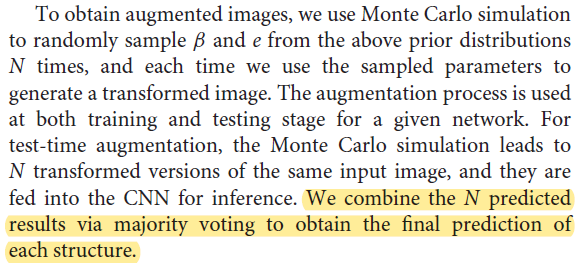 To obtain augmented images, we use Monte Carlo simulation
to randomly sample β and e from the above prior distributions
N times, and each time we use the sampled parameters to
generate a transformed image. The augmentation process is used
at both training and testing stage for a given network. For
test-time augmentation, the Monte Carlo simulation leads to
N transformed versions of the same input image, and they are
fed into the CNN for inference. We combine the N predicted
results via majority voting to obtain the final prediction of
each structure.